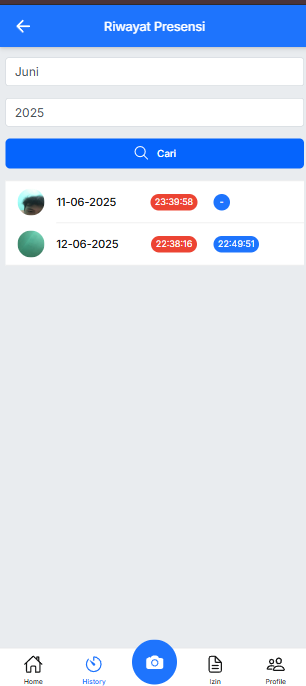 Riwayat Presensi
Juni
2025
Cari
11-06-2025 23:39:58 -
12-06-2025 22:38:16 22:49:51
Home History Izin Profile